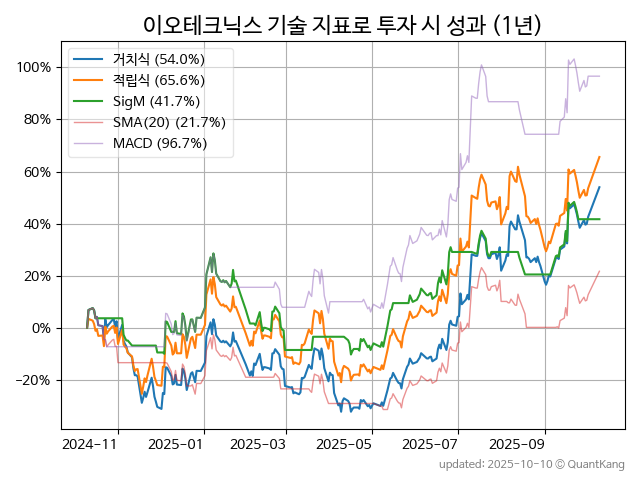 이오테크닉스 기술 지표로 투자 시 성과 (1년)
거치식 (54.0%)
적립식 (65.6%)
SigM (41.7%)
SMA(20) (21.7%)
MACD (96.7%)
100%
80%
60%
40%
20%
0%
−20%
2024-11
2025-01
2025-03
2025-05
2025-07
2025-09
updated: 2025-10-10 © QuantKang